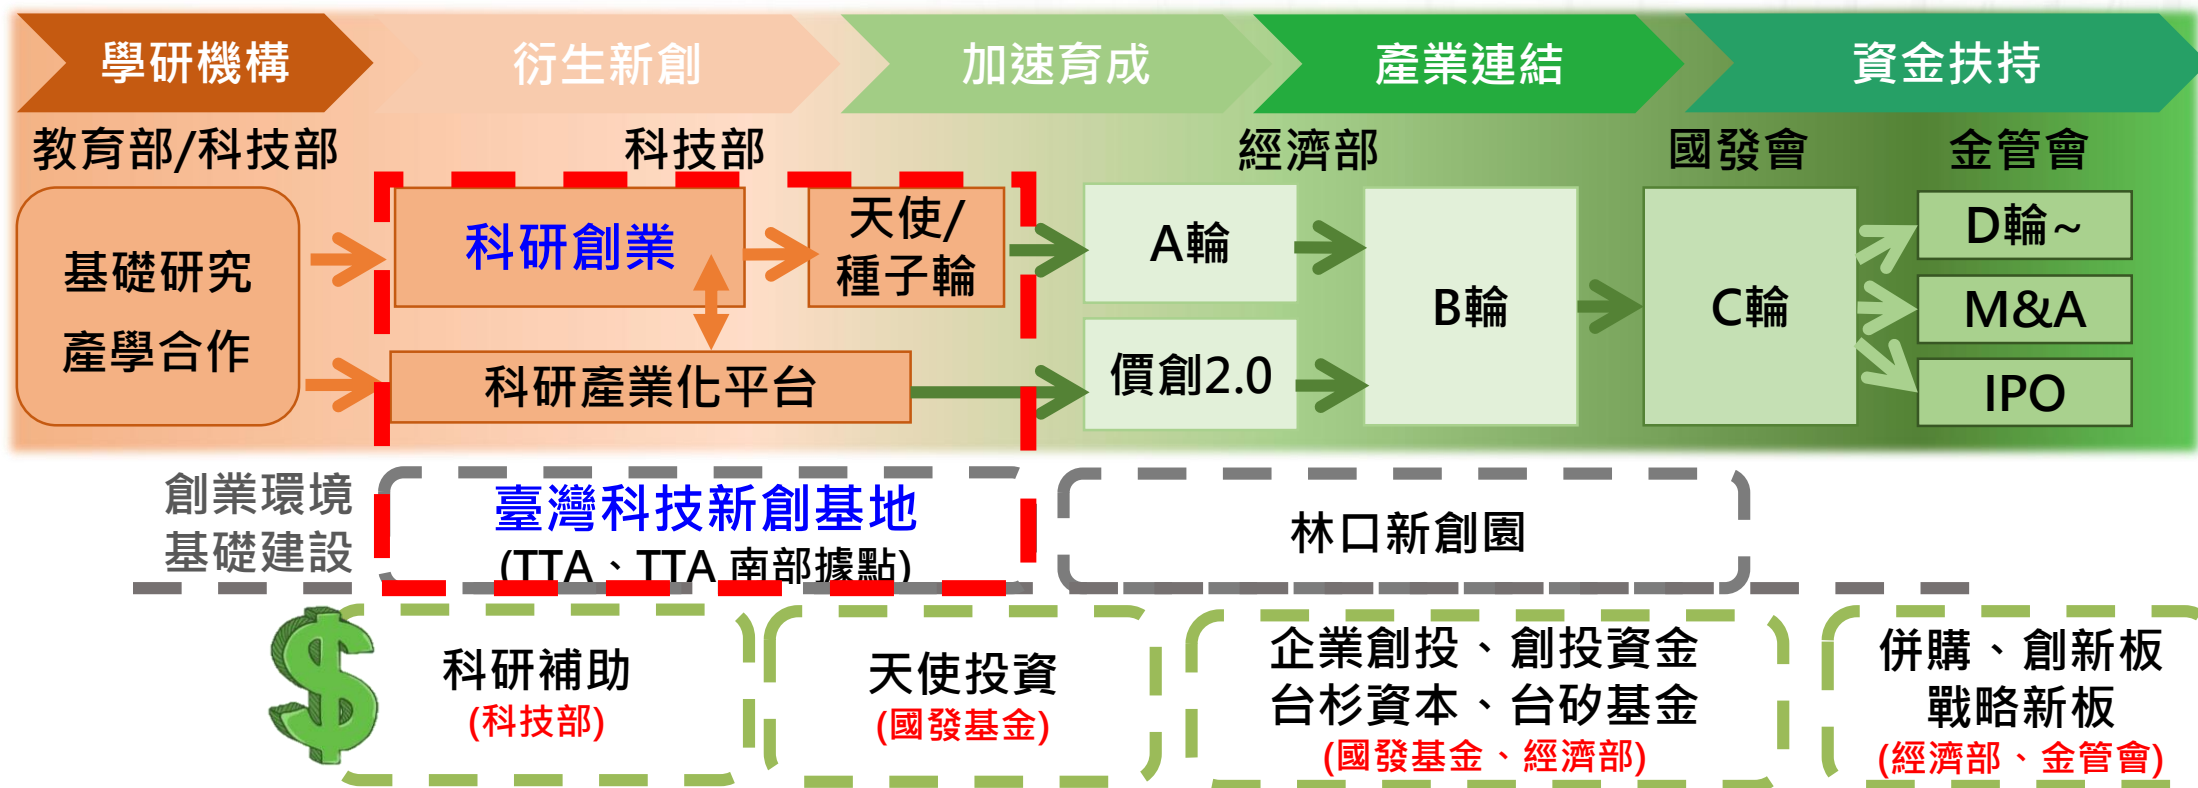 學研機構
衍生新創
加速育成
產業連結
資金扶持
教育部/科技部
科技部
經濟部
國發會
金管會
基礎研究
產學合作
科研創業
天使/
種子輪
科研產業化平台
A輪
價創2.0
B輪
C輪
D輪~
M&A
IPO
創業環境
基礎建設
臺灣科技新創基地
(TTA、TTA 南部據點)
林口新創園
$
科研補助
(科技部)
天使投資
(國發基金)
企業創投、創投資金
台杉資本、台矽基金
(國發基金、經濟部)
併購、創新板
戰略新板
(經濟部、金管會)